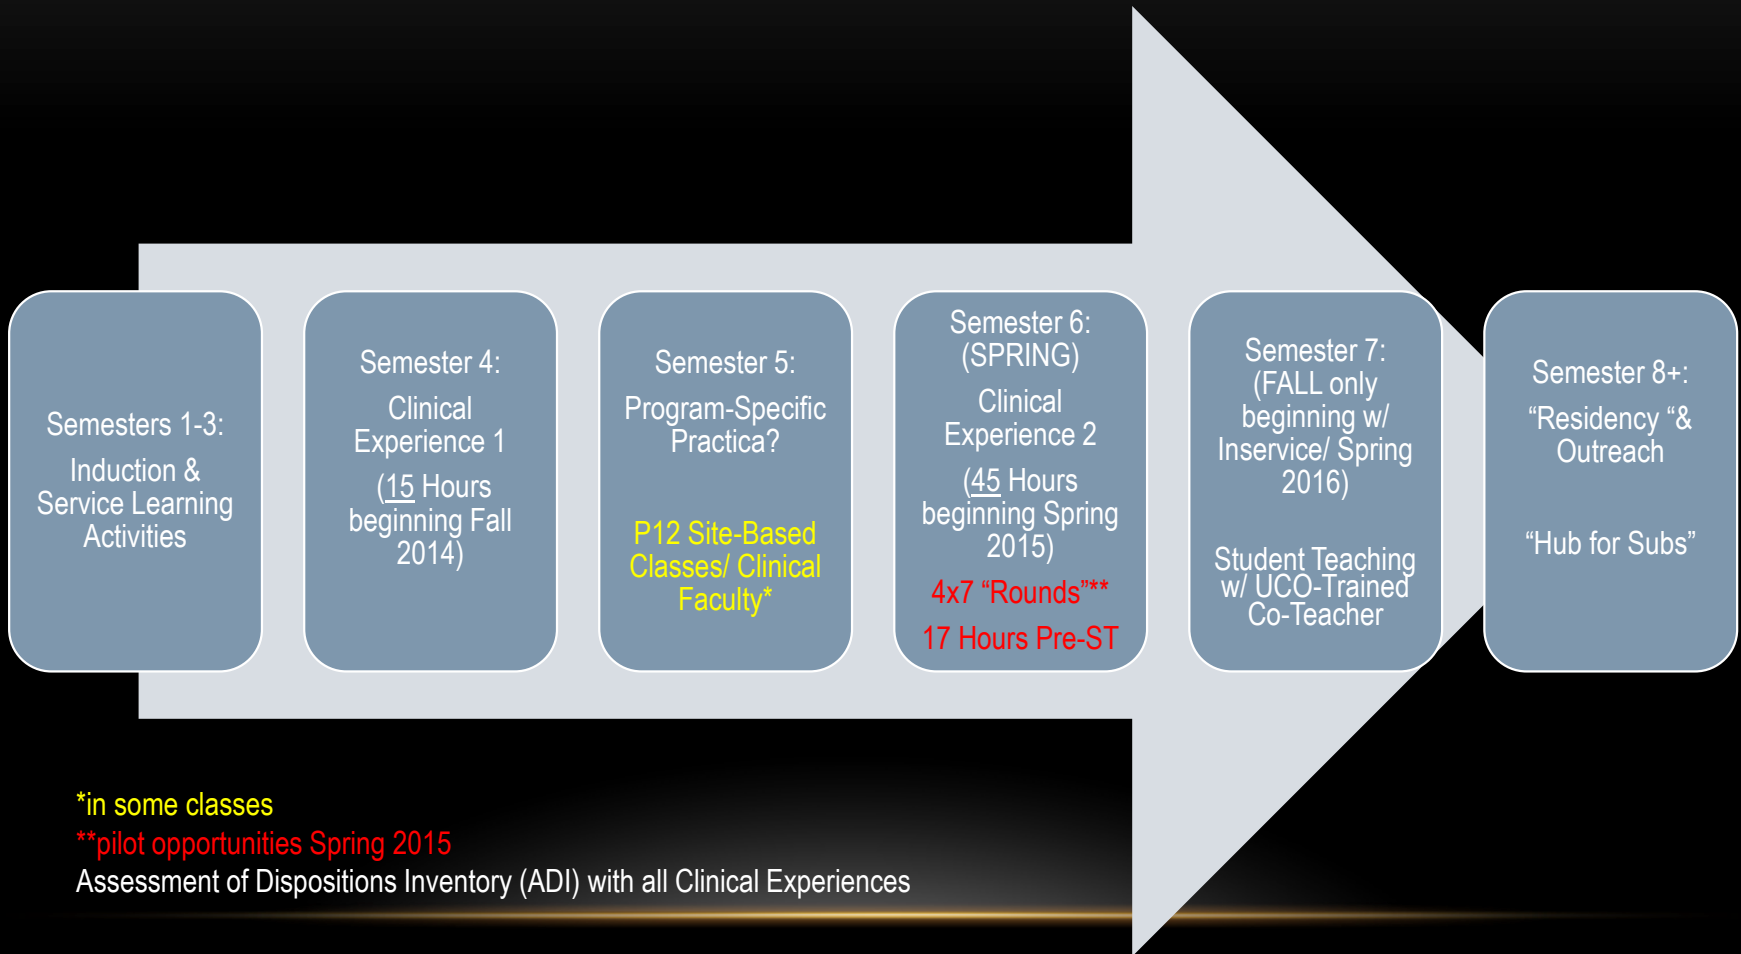 Semesters 1-3:
Induction &
Service Learning
Activities
Semester 4:
Clinical
Experience 1
(15 Hours
beginning Fall
2014)
Semester 5:
Program-Specific
Practica?
P12 Site-Based
Classes/ Clinical
Faculty*
Semester 6:
(SPRING)
Clinical
Experience 2
(45 Hours
beginning Spring
2015)
4x7 “Rounds”**
17 Hours Pre-ST
Semester 7:
(FALL only
beginning w/
Inservice/ Spring
2016)
Student Teaching
w/ UCO-Trained
Co-Teacher
Semester 8+:
“Residency “&
Outreach
“Hub for Subs”
*in some classes
**pilot opportunities Spring 2015
Assessment of Dispositions Inventory (ADI) with all Clinical Experiences